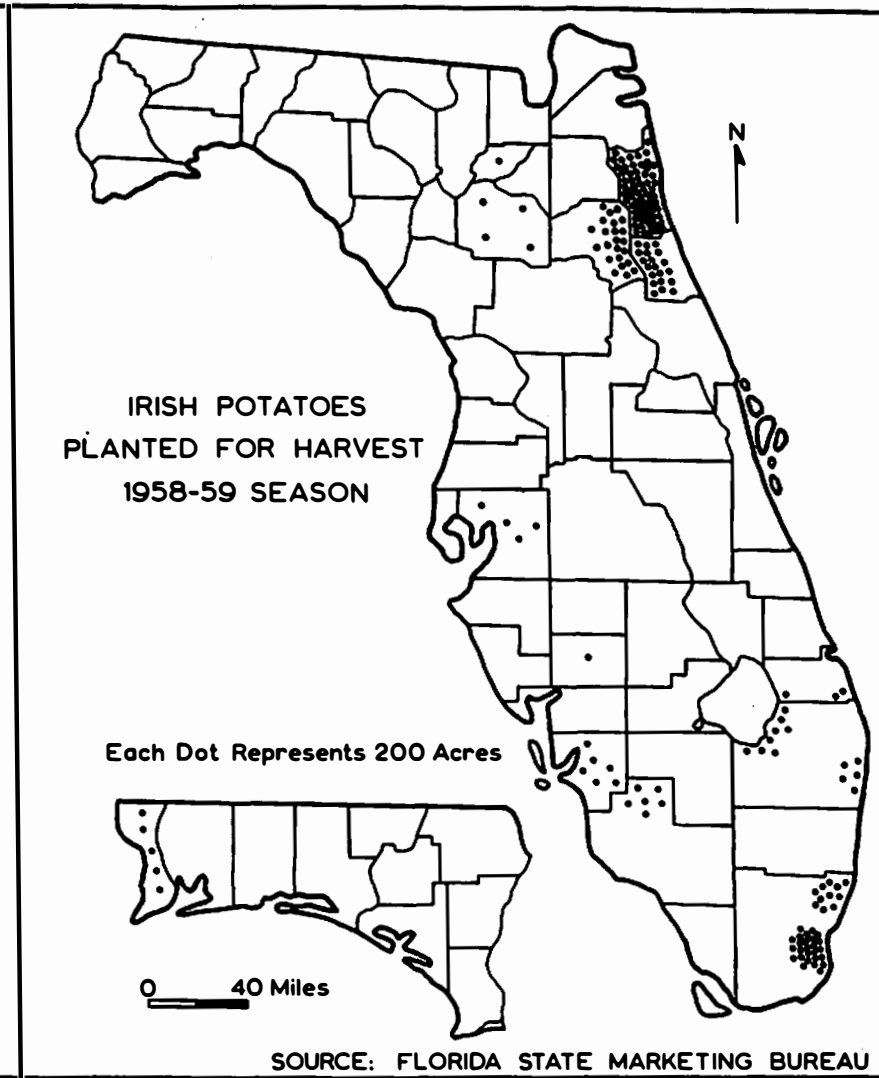 N
IRISH POTATOES
PLANTED FOR HARVEST
1958-59 SEASON
Each Dot Represents 200 Acres
0 40 Miles
SOURCE: FLORIDA STATE MARKETING BUREAU